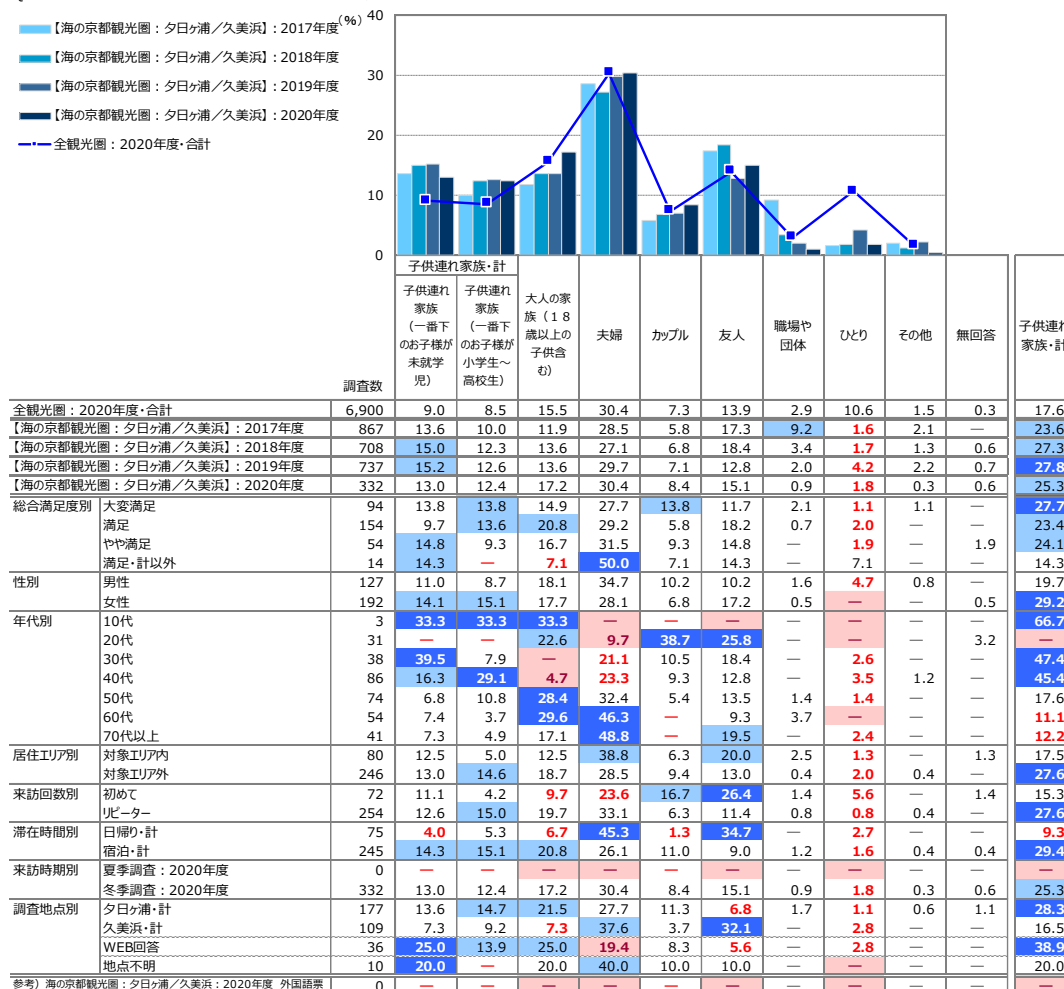 【海の京都観光圏：夕日ヶ浦／久美浜】：2017年度
【海の京都観光圏：夕日ヶ浦／久美浜】：2018年度
【海の京都観光圏：夕日ヶ浦／久美浜】：2019年度
【海の京都観光圏：夕日ヶ浦／久美浜】：2020年度
全観光圏：2020年度・合計
(%)
40
30
20
10
0
子供連れ家族・計
調査数
子供連れ
家族
（一番下
のお子様が
未就学
児）
子供連れ
家族
（一番下
のお子様が
小学生～
高校生）
大人の家
族（１８
歳以上の
子供含
む）
夫婦
カップル
友人
職場や
団体
ひとり
その他
無回答
子供連れ
家族・計
全観光圏：2020年度・合計 6,900 9.0 8.5 15.5 30.4 7.3 13.9 2.9 10.6 1.5 0.3 17.6
【海の京都観光圏：夕日ヶ浦／久美浜】：2017年度 867 13.6 10.0 11.9 28.5 5.8 17.3 9.2 1.6 2.1 — 23.6
【海の京都観光圏：夕日ヶ浦／久美浜】：2018年度 708 15.0 12.3 13.6 27.1 6.8 18.4 3.4 1.7 1.3 0.6 27.3
【海の京都観光圏：夕日ヶ浦／久美浜】：2019年度 737 15.2 12.6 13.6 29.7 7.1 12.8 2.0 4.2 2.2 0.7 27.8
【海の京都観光圏：夕日ヶ浦／久美浜】：2020年度 332 13.0 12.4 17.2 30.4 8.4 15.1 0.9 1.8 0.3 0.6 25.3
総合満足度別 大変満足 94 13.8 13.8 14.9 27.7 13.8 11.7 2.1 1.1 1.1 — 27.7
満足 154 9.7 13.6 20.8 29.2 5.8 18.2 0.7 2.0 — — 23.4
やや満足 54 14.8 9.3 16.7 31.5 9.3 14.8 — 1.9 — 1.9 24.1
満足・計以外 14 14.3 — 7.1 50.0 7.1 14.3 — 7.1 — — 14.3
性別 男性 127 11.0 8.7 18.1 34.7 10.2 10.2 1.6 4.7 0.8 — 19.7
女性 192 14.1 15.1 17.7 28.1 6.8 17.2 0.5 — — 0.5 29.2
年代別 10代 3 33.3 33.3 33.3 — — — — — — — 66.7
20代 31 — — 22.6 9.7 38.7 25.8 — — — 3.2 —
30代 38 39.5 7.9 — 21.1 10.5 18.4 — 2.6 — — 47.4
40代 86 16.3 29.1 4.7 23.3 9.3 12.8 — 3.5 1.2 — 45.4
50代 74 6.8 10.8 28.4 32.4 5.4 13.5 1.4 1.4 — — 17.6
60代 54 7.4 3.7 29.6 46.3 — 9.3 3.7 — — — 11.1
70代以上 41 7.3 4.9 17.1 48.8 — 19.5 — 2.4 — — 12.2
居住エリア別 対象エリア内 80 12.5 5.0 12.5 38.8 6.3 20.0 2.5 1.3 — 1.3 17.5
対象エリア外 246 13.0 14.6 18.7 28.5 9.4 13.0 0.4 2.0 0.4 — 27.6
来訪回数別 初めて 72 11.1 4.2 9.7 23.6 16.7 26.4 1.4 5.6 — 1.4 15.3
リピーター 254 12.6 15.0 19.7 33.1 6.3 11.4 0.8 0.8 0.4 — 27.6
滞在時間別 日帰り・計 75 4.0 5.3 6.7 45.3 1.3 34.7 — 2.7 — — 9.3
宿泊・計 245 14.3 15.1 20.8 26.1 11.0 9.0 1.2 1.6 0.4 0.4 29.4
来訪時期別 夏季調査：2020年度 0 — — — — — — — — — — —
冬季調査：2020年度 332 13.0 12.4 17.2 30.4 8.4 15.1 0.9 1.8 0.3 0.6 25.3
調査地点別 夕日ヶ浦・計 177 13.6 14.7 21.5 27.7 11.3 6.8 1.7 1.1 0.6 1.1 28.3
久美浜・計 109 7.3 9.2 7.3 37.6 3.7 32.1 — 2.8 — — 16.5
WEB回答 36 25.0 13.9 25.0 19.4 8.3 5.6 — 2.8 — — 38.9
地点不明 10 20.0 — 20.0 40.0 10.0 10.0 — — — — 20.0
参考）海の京都観光圏：夕日ヶ浦／久美浜：2020年度 外国語票 0 — — — — — — — — — — —